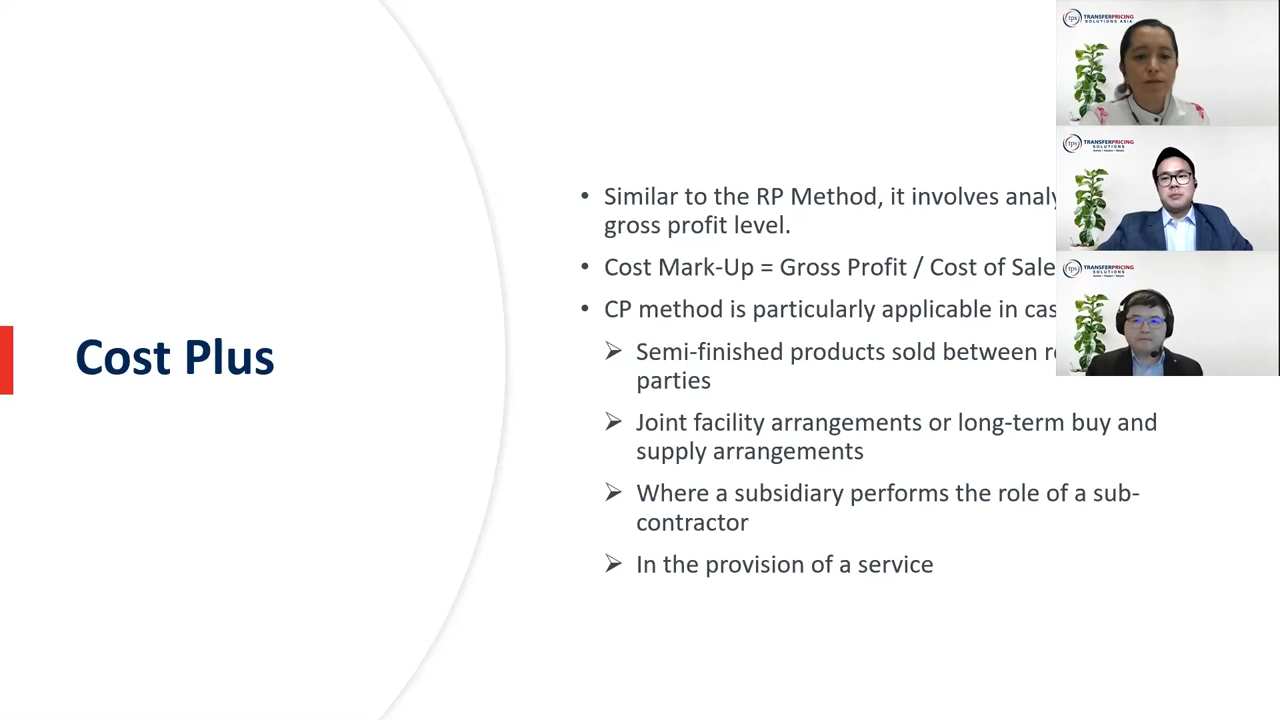 Cost Plus
• Similar to the RP Method, it involves
gross profit level.
• Cost Mark-Up = Gross Profit / Cost of
• CP method is particularly applicable in
➢ Semi-finished products sold between
parties
➢ Joint facility arrangements or long-term buy and
supply arrangements
➢ Where a subsidiary performs the role of a sub-
contractor
➢ In the provision of a service
tps TRANSFERPRICING
SOLUTIONS ASIA
tps TRANSFERPRICING
SOLUTIONS
tps TRANSFERPRICING
SOLUTIONS